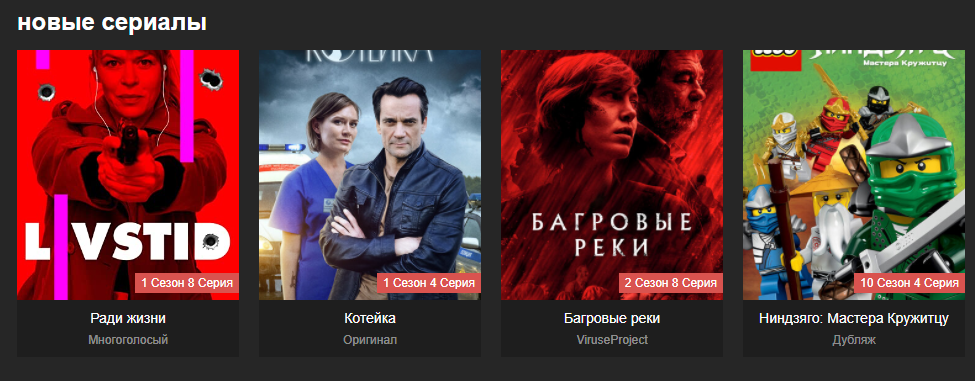 новые сериалы
L VSTID
1 Сезон 8 Серия
Ради жизни
Многоголосый
КОТЕЙКА
1 Сезон 4 Серия
Котейка
Оригинал
БАГРОВЫЕ
РЕКИ
2 Сезон 8 Серия
Багровые реки
ViruseProject
LEGO
НИНДЗЯГО
Мастера Кружитцу
10 Сезон 4 Серия
Ниндзяго: Мастера Кружитцу
Дубляж